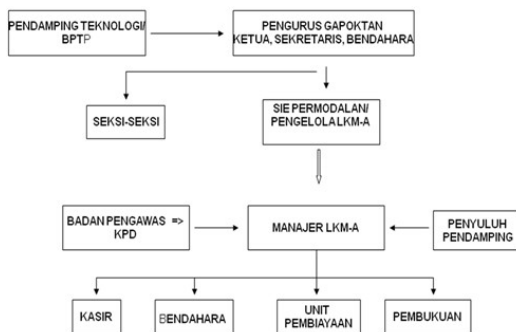 PENDAMPING TEKNOLOGI/
BPTP
PENGURUS GAPOKTAN
KETUA, SEKRETARIS, BENDAHARA
SEKSI-SEKSI
SIE PERMODALAN/
PENGELOLA LKM-A
BADAN PENGAWAS =>
KPD
MANAJER LKM-A
PENYULUH
PENDAMPING
KASIR
BENDAHARA
UNIT
PEMBIAYAAN
PEMBUKUAN